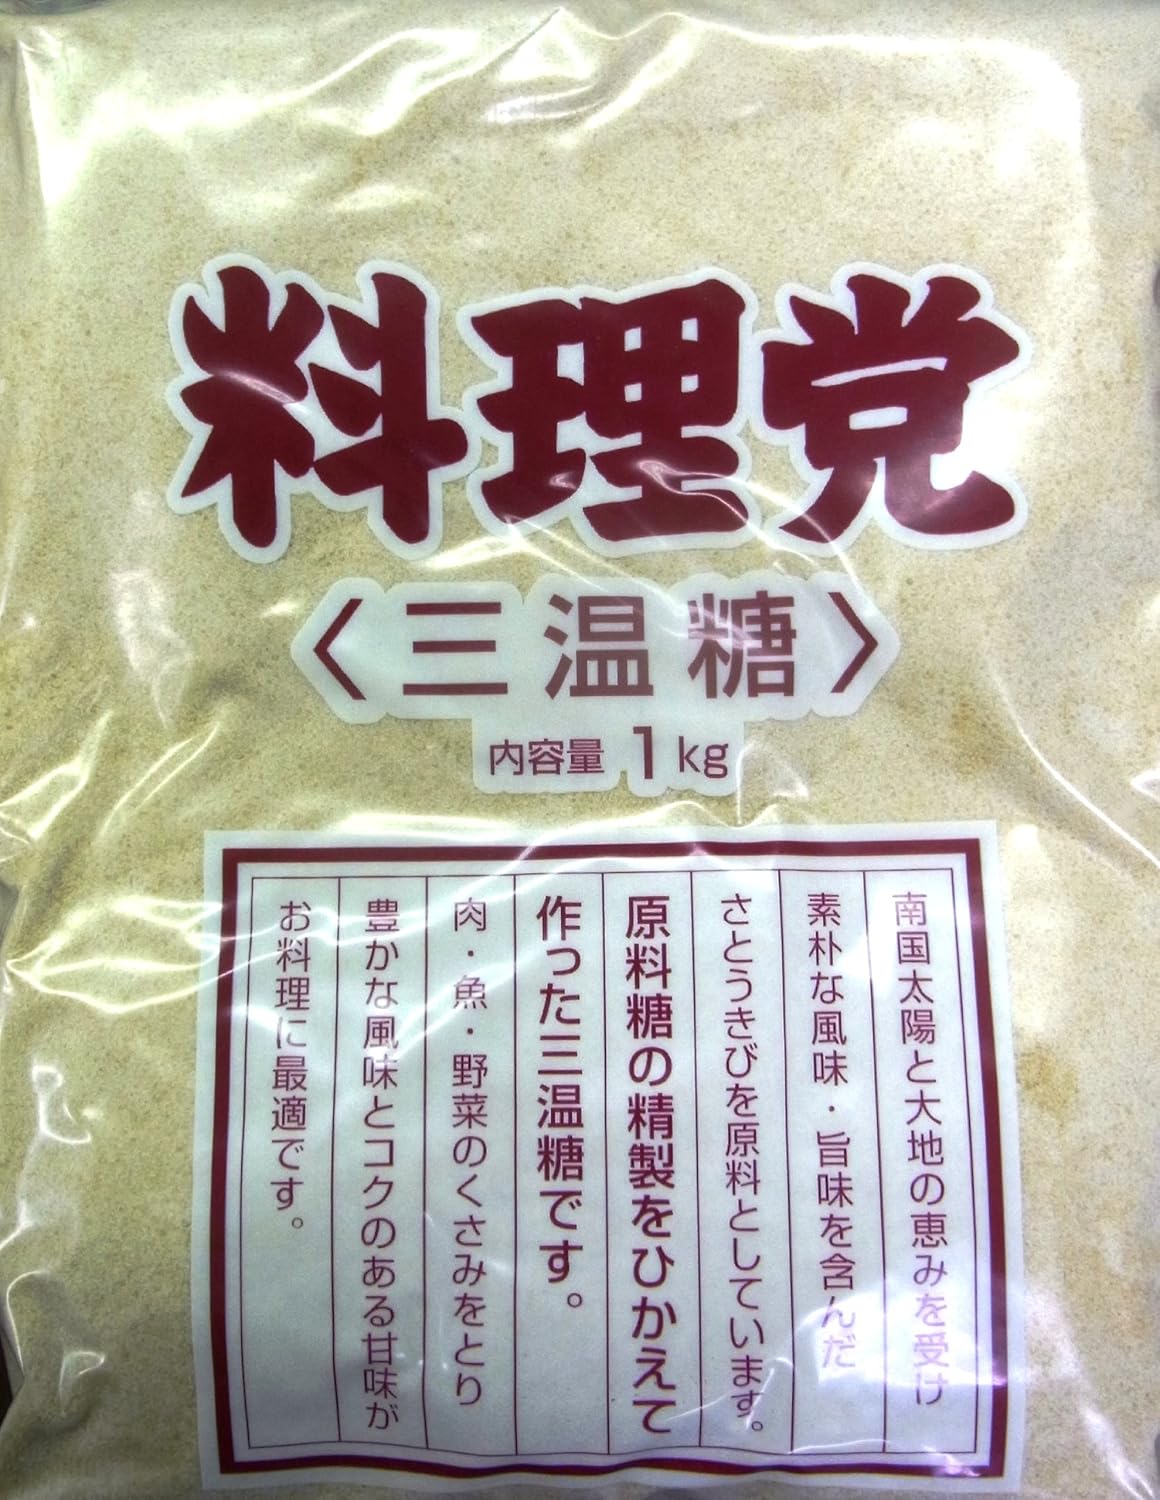 料理党
〈三温糖〉
内容量 1kg
南国太陽と大地の恵みを受け
素朴な風味・旨味を含んだ
さとうきびを原料としています。
原料糖の精製をひかえて
作った三温糖です。
肉・魚・野菜のくさみをとり
豊かな風味とコクのある甘味が
お料理に最適です。